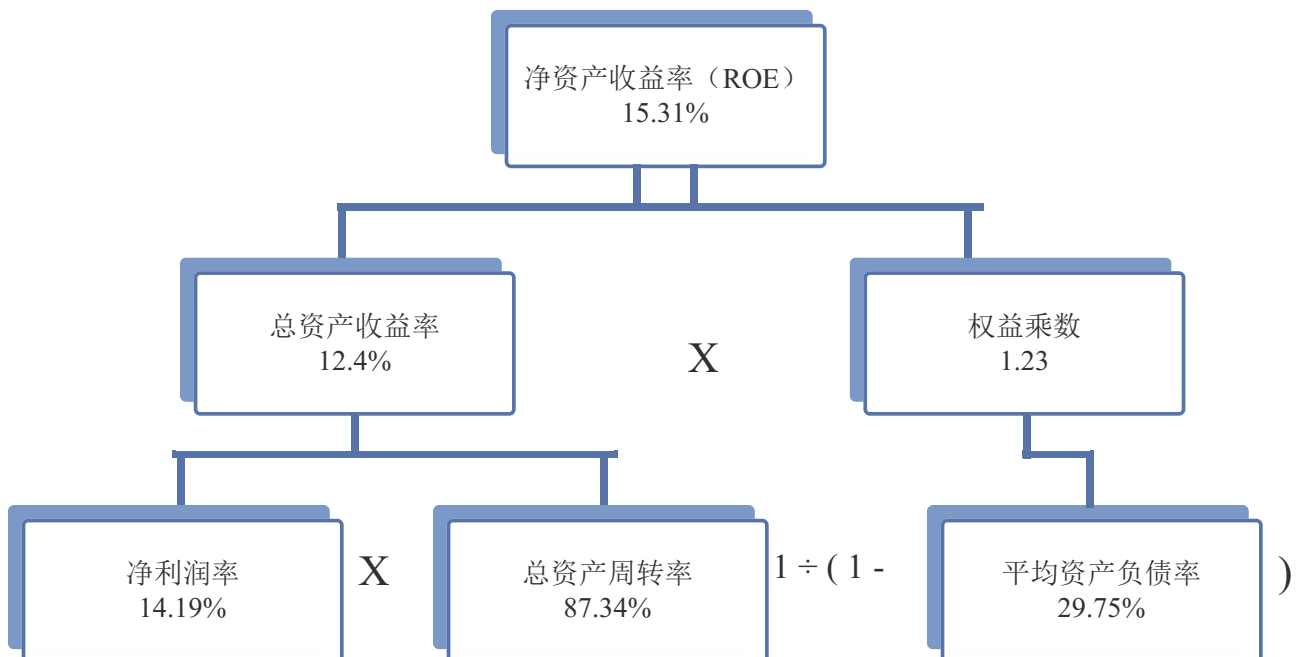 净资产收益率（ROE）
15.31%
总资产收益率
12.4%
X
权益乘数
1.23
净利润率
14.19%
X
总资产周转率
87.34%
1 ÷ ( 1 -
平均资产负债率
29.75%
)